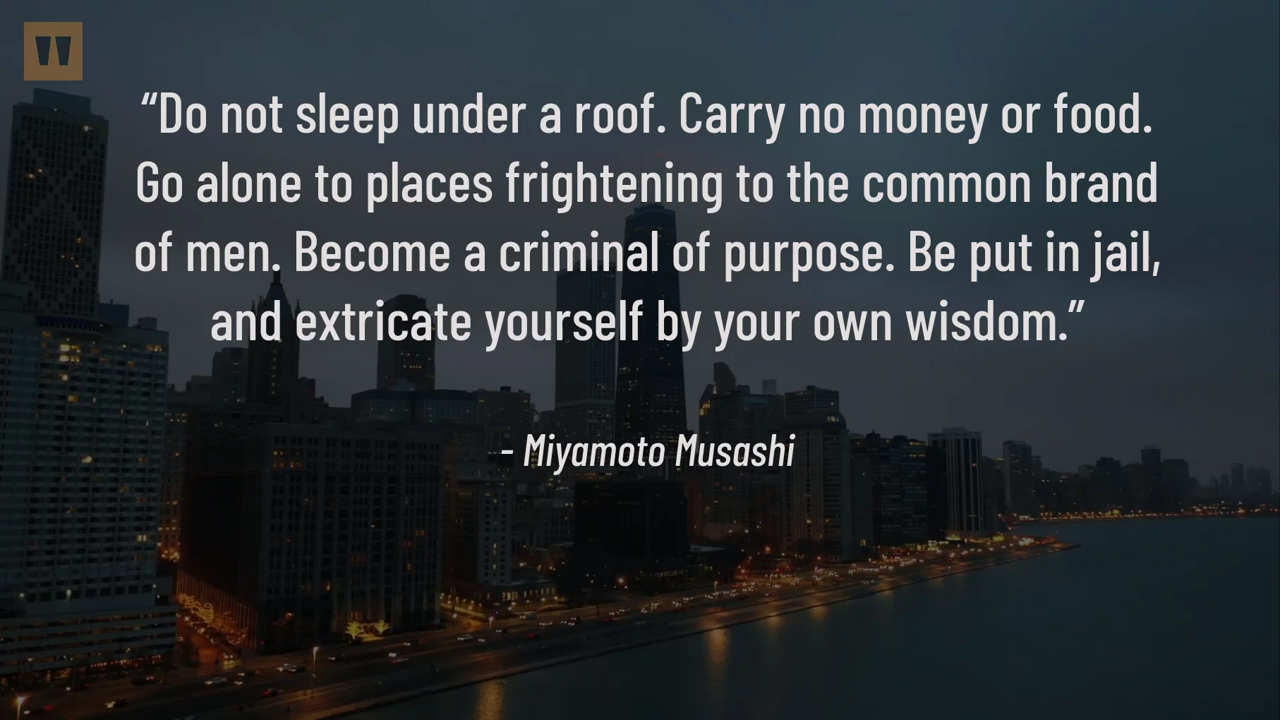 “Do not sleep under a roof. Carry no money or food.
Go alone to places frightening to the common brand
of men. Become a criminal of purpose. Be put in jail,
and extricate yourself by your own wisdom.”
- Miyamoto Musashi